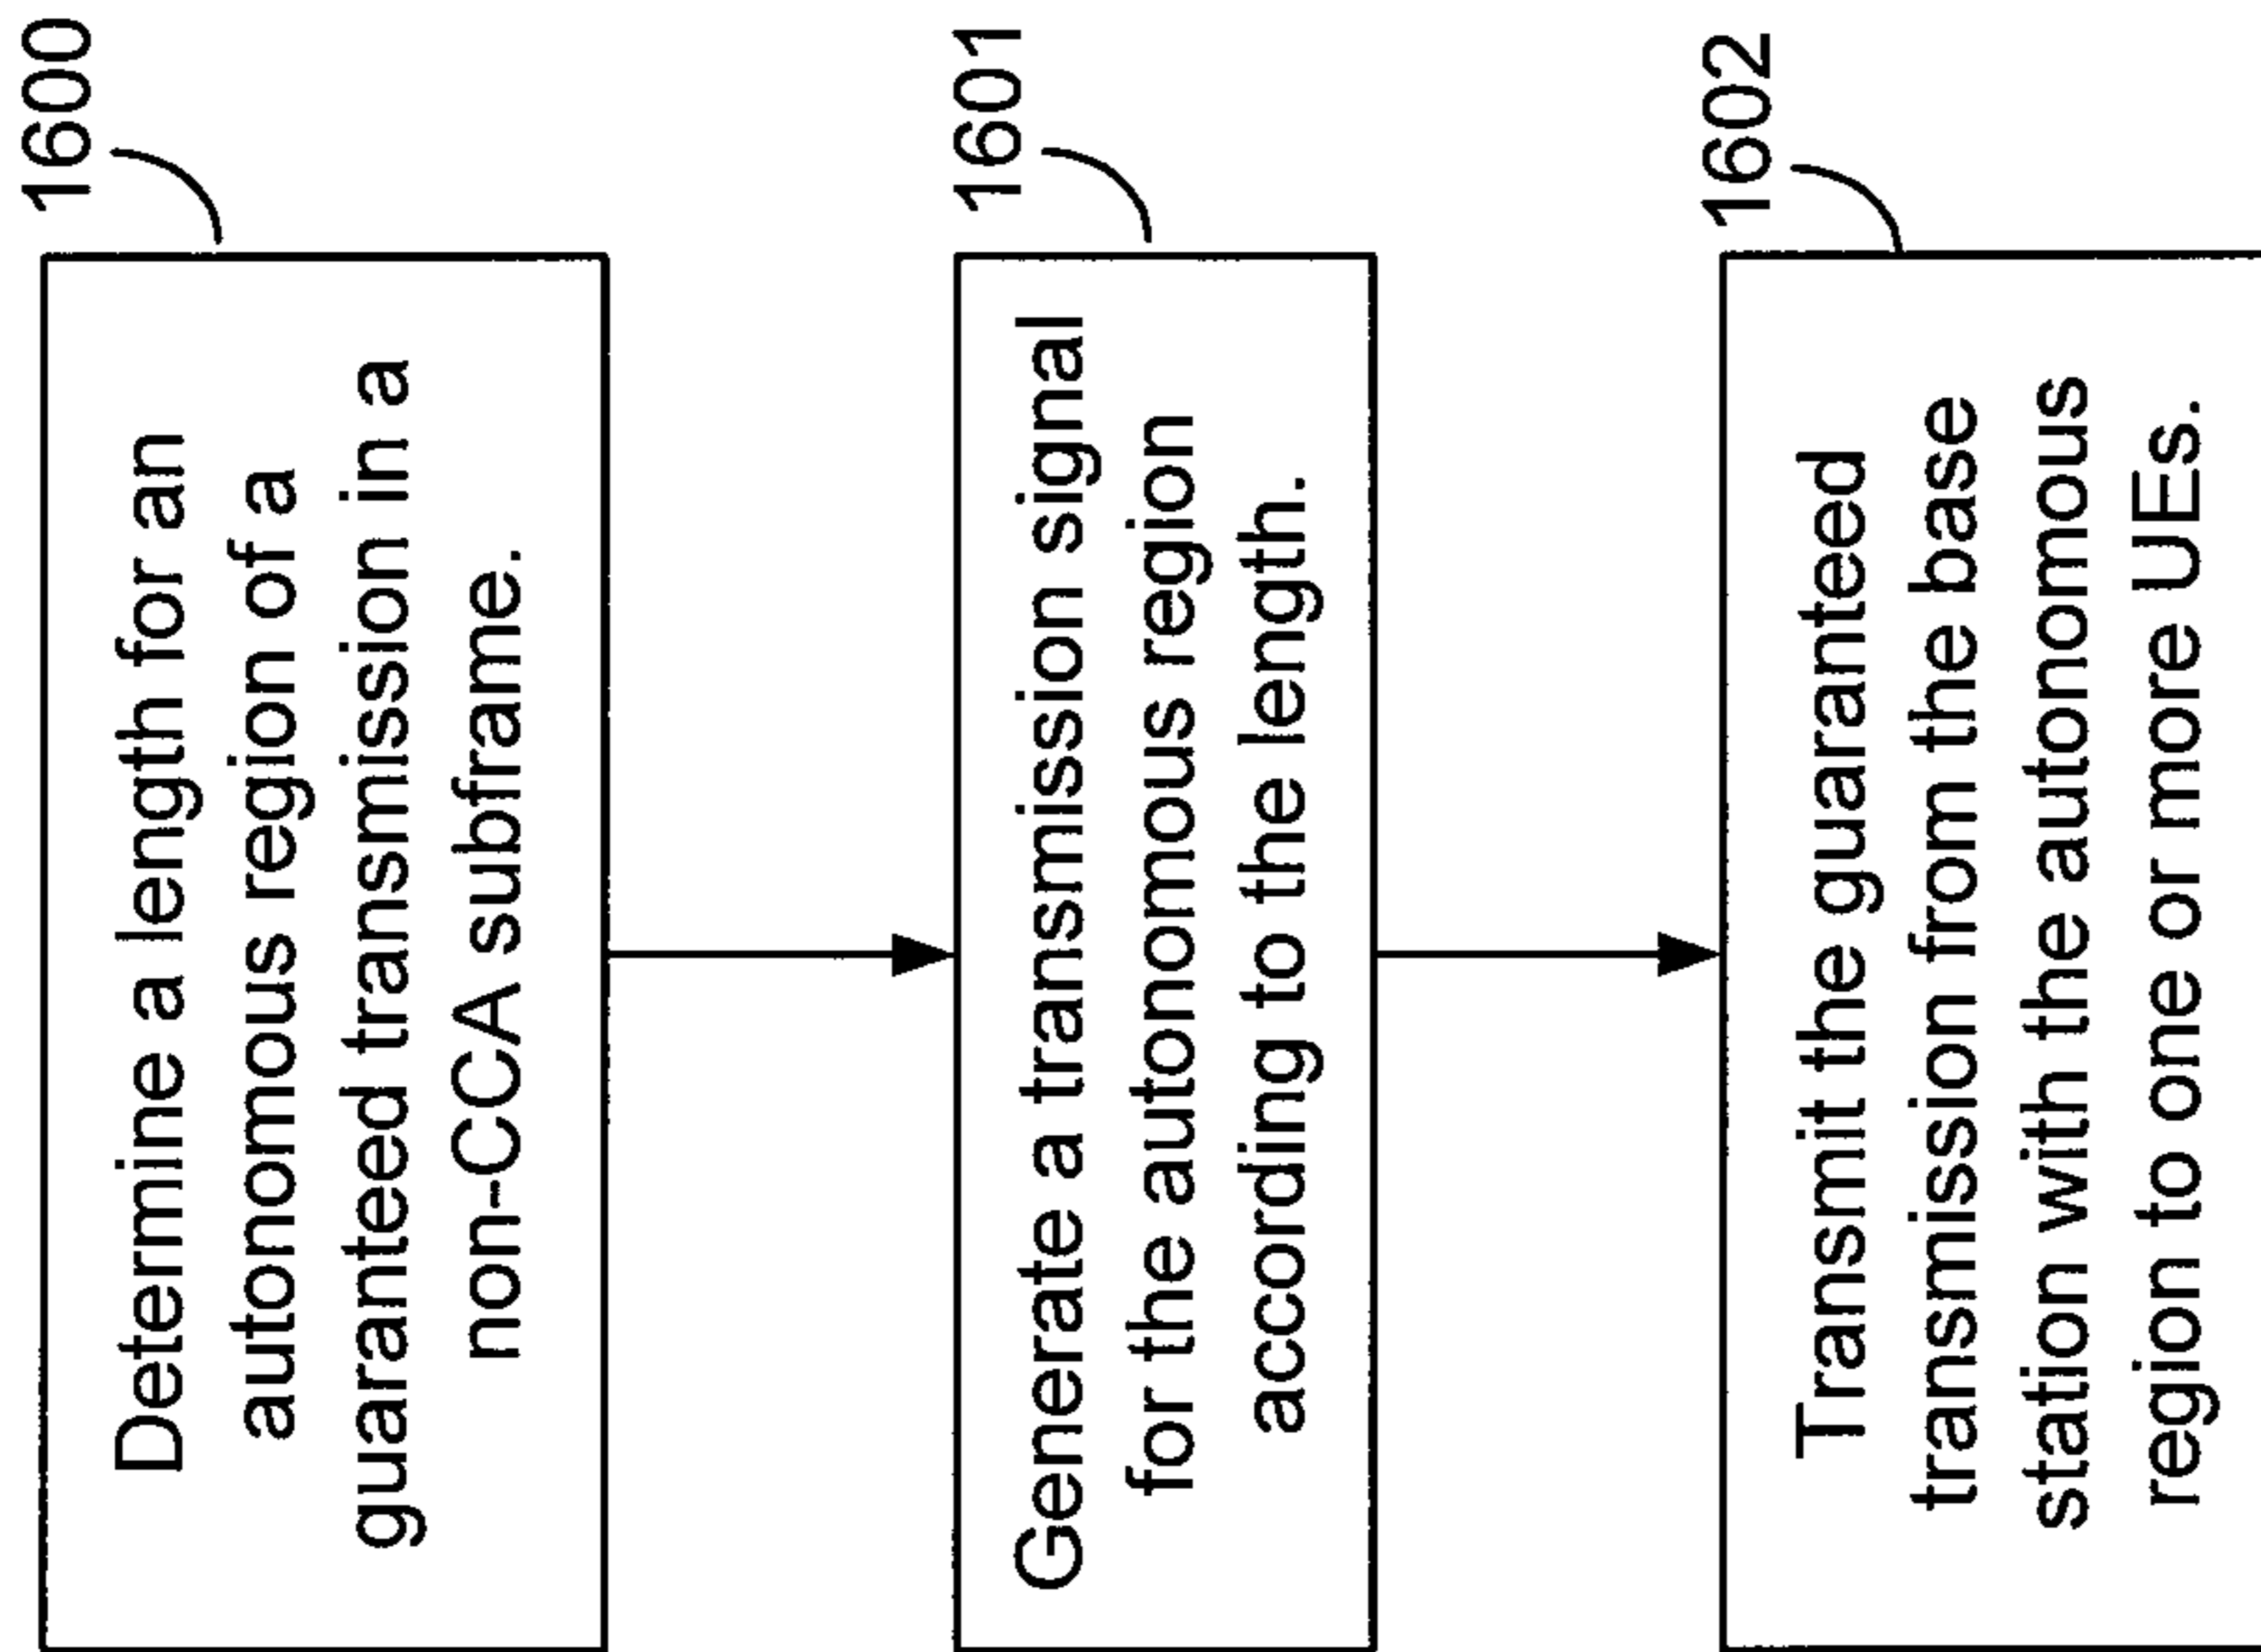 1600
Determine a length for an
autonomous region of a
guaranteed transmission in a
non-CCA subframe.
1601
Generate a transmission signal
for the autonomous region
according to the length.
1602
Transmit the guaranteed
transmission from the base
station with the autonomous
region to one or more UEs.